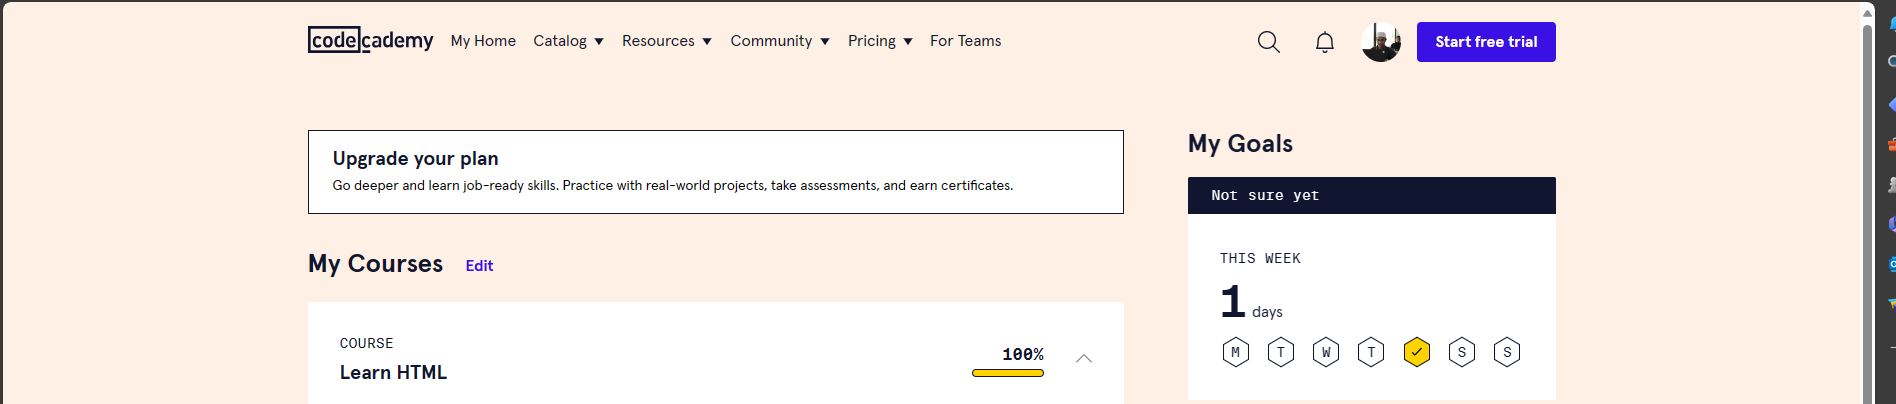 codecademy My Home Catalog Resources Community Pricing For Teams Start free trial
Upgrade your plan
Go deeper and learn job-ready skills. Practice with real-world projects, take assessments, and earn certificates.
My Courses Edit
COURSE
Learn HTML
100%
My Goals
Not sure yet
THIS WEEK
1 days
M T W T S S